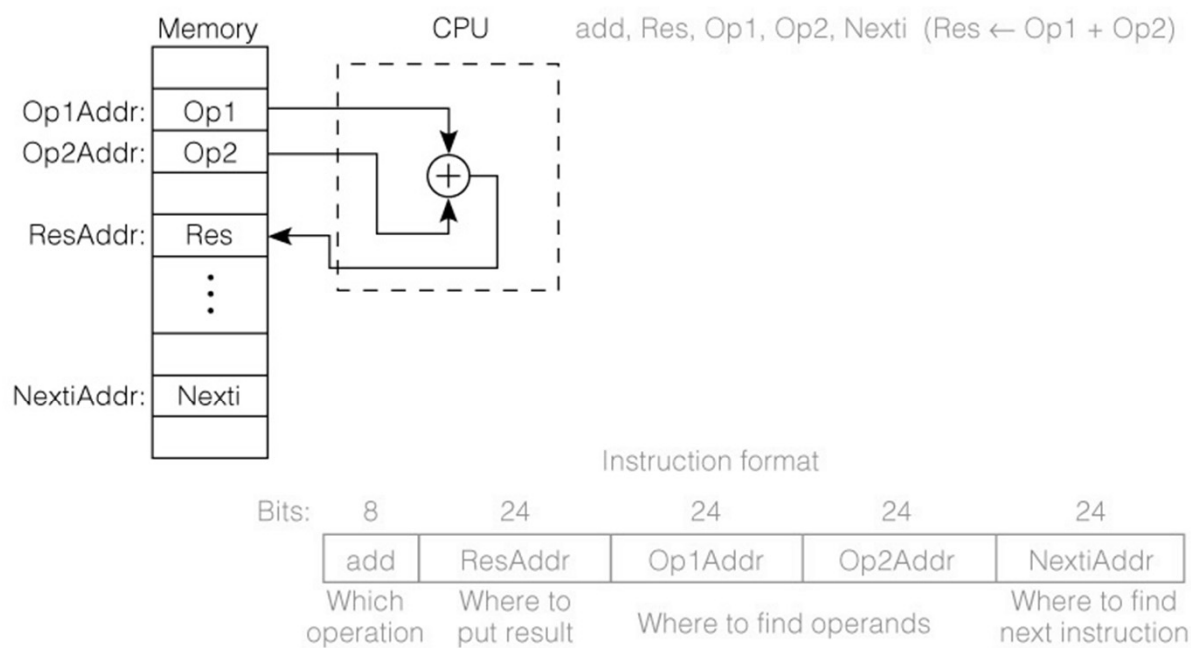 Memory CPU add, Res, Op1, Op2, Nexti (Res ← Op1 + Op2)
Op1Addr: Op1
Op2Addr: Op2
+
ResAddr: Res
NextiAddr: Nexti
Instruction format
Bits: 8 24 24 24 24
add ResAddr Op1Addr Op2Addr NextiAddr
Which operation
Where to put result
Where to find operands
Where to find next instruction